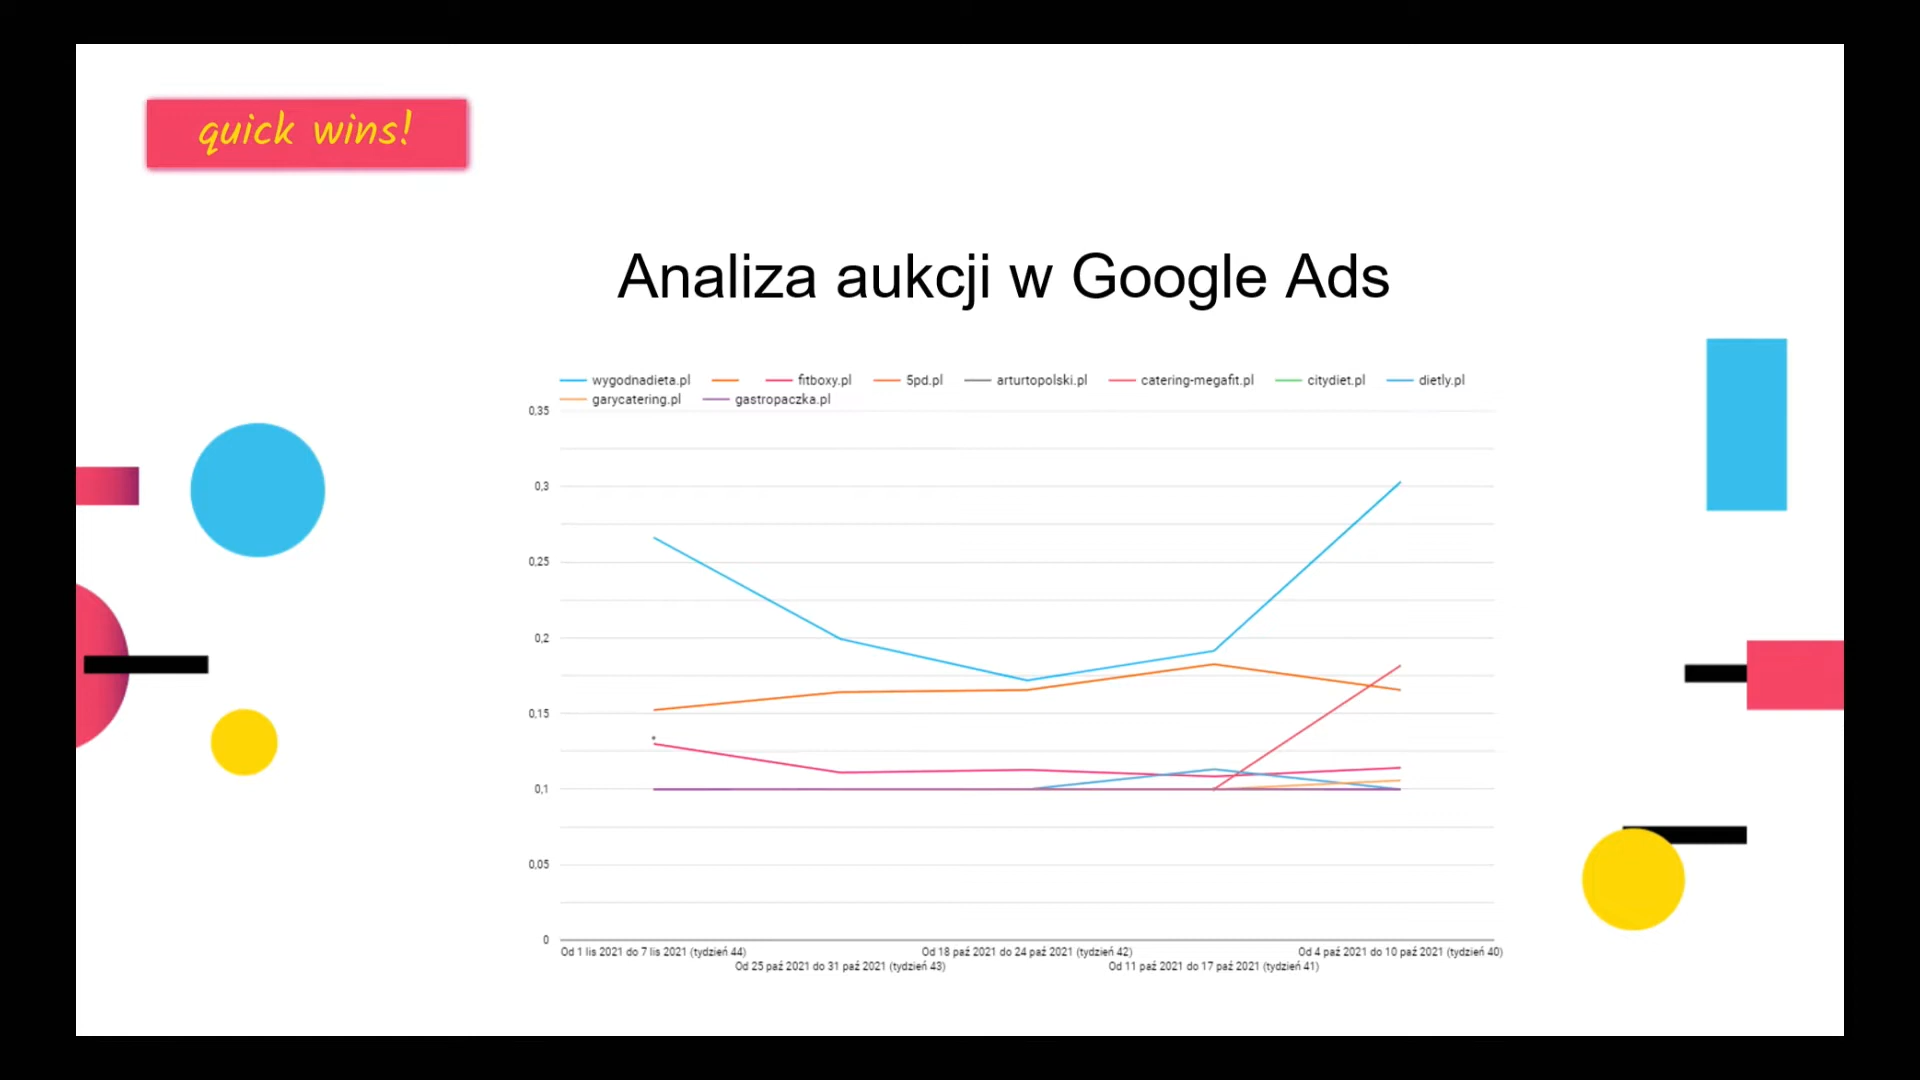 quick wins!
Analiza aukcji w Google Ads
wygodnadieta.pl fitboxy.pl 5pd.pl arturtopolski.pl catering-megafit.pl citydiet.pl dietly.pl
garycatering.pl gastropaczka.pl
0,35
0,3
0,25
0,2
0,15
0,1
0,05
0
Od 1 lis 2021 do 7 lis 2021 (tydzień 44) Od 18 paź 2021 do 24 paź 2021 (tydzień 42) Od 4 paź 2021 do 10 paź 2021 (tydzień 40)
Od 25 paź 2021 do 31 paź 2021 (tydzień 43) Od 11 paź 2021 do 17 paź 2021 (tydzień 41)